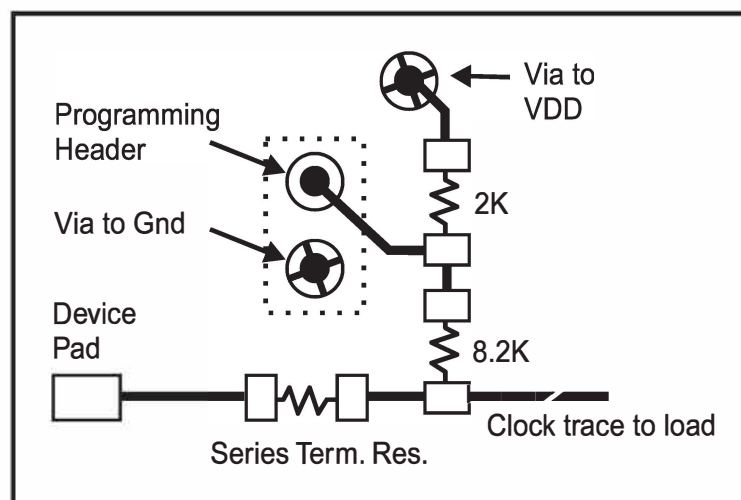 Via to
VDD
Programming
Header
2K
Via to Gnd
Device
Pad
8.2K
Clock trace to load
Series Term. Res.